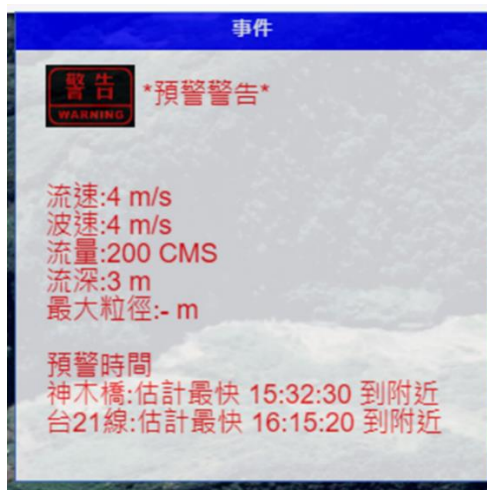 事件
警告
WARNING
*預警警告*
流速:4 m/s
波速:4 m/s
流量:200 CMS
流深:3 m
最大粒徑:- m
預警時間
神木橋:估計最快 15:32:30 到附近
台21線:估計最快 16:15:20 到附近